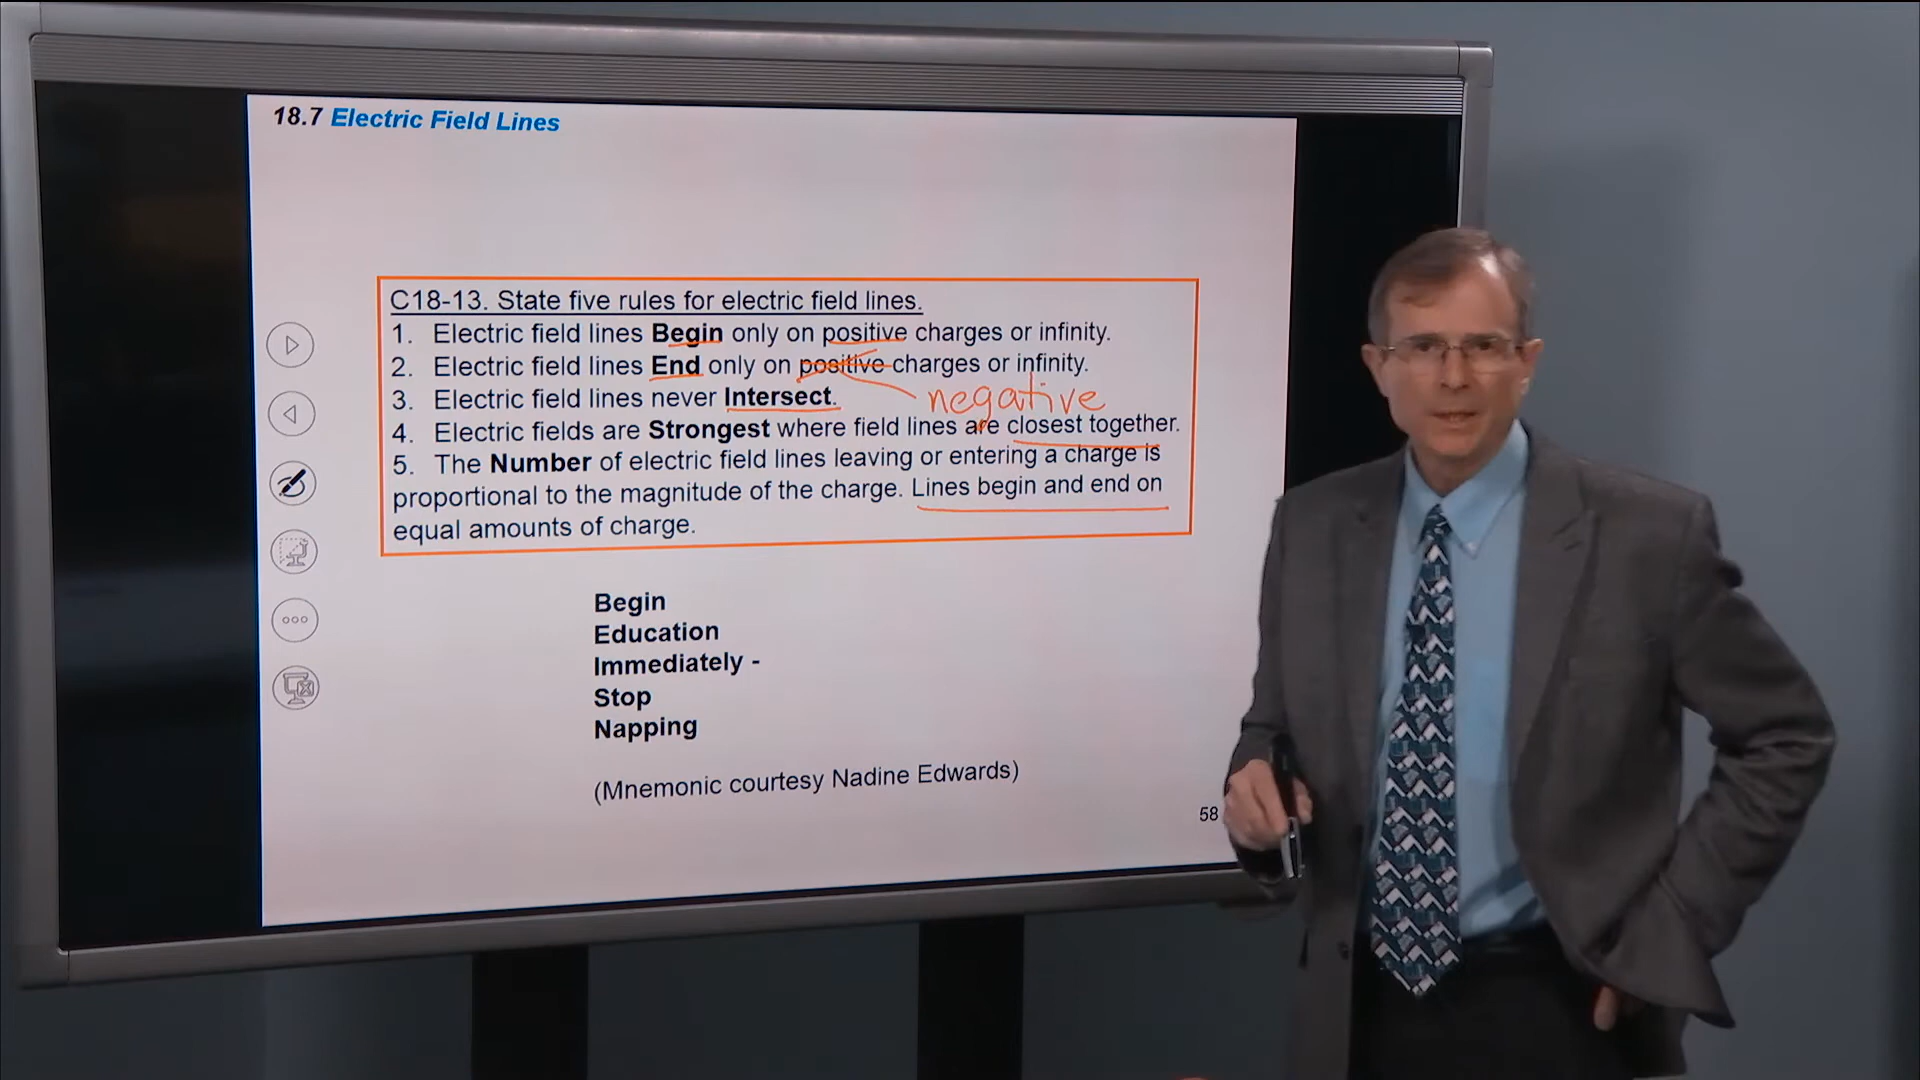 18.7 Electric Field Lines
C18-13. State five rules for electric field lines.
1. Electric field lines Begin only on positive charges or infinity.
2. Electric field lines End only on positive charges or infinity.
negative
3. Electric field lines never Intersect.
4. Electric fields are Strongest where field lines are closest together.
5. The Number of electric field lines leaving or entering a charge is
proportional to the magnitude of the charge. Lines begin and end on
equal amounts of charge.
Begin
Education
Immediately -
Stop
Napping
(Mnemonic courtesy Nadine Edwards)
58